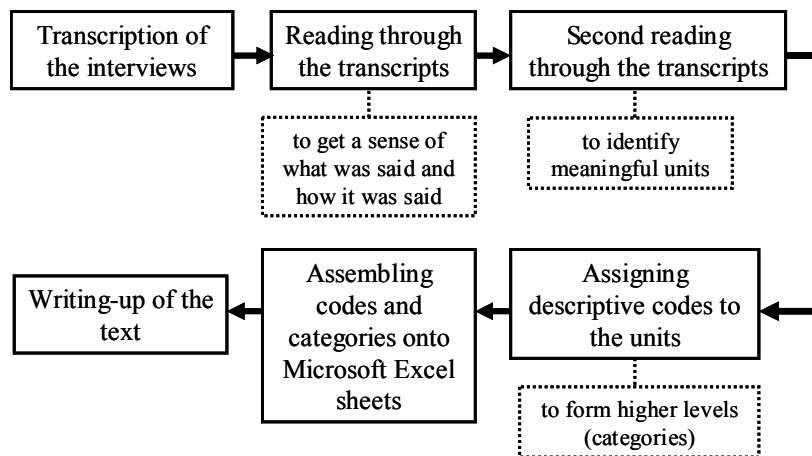 Transcription of
the interviews
Reading through
the transcripts
Second reading
through the transcripts
to get a sense of
what was said and
how it was said
to identify
meaningful units
Assigning
descriptive codes to
the units
to form higher levels
(categories)
Assembling
codes and
categories onto
Microsoft Excel
sheets
Writing-up of the
text